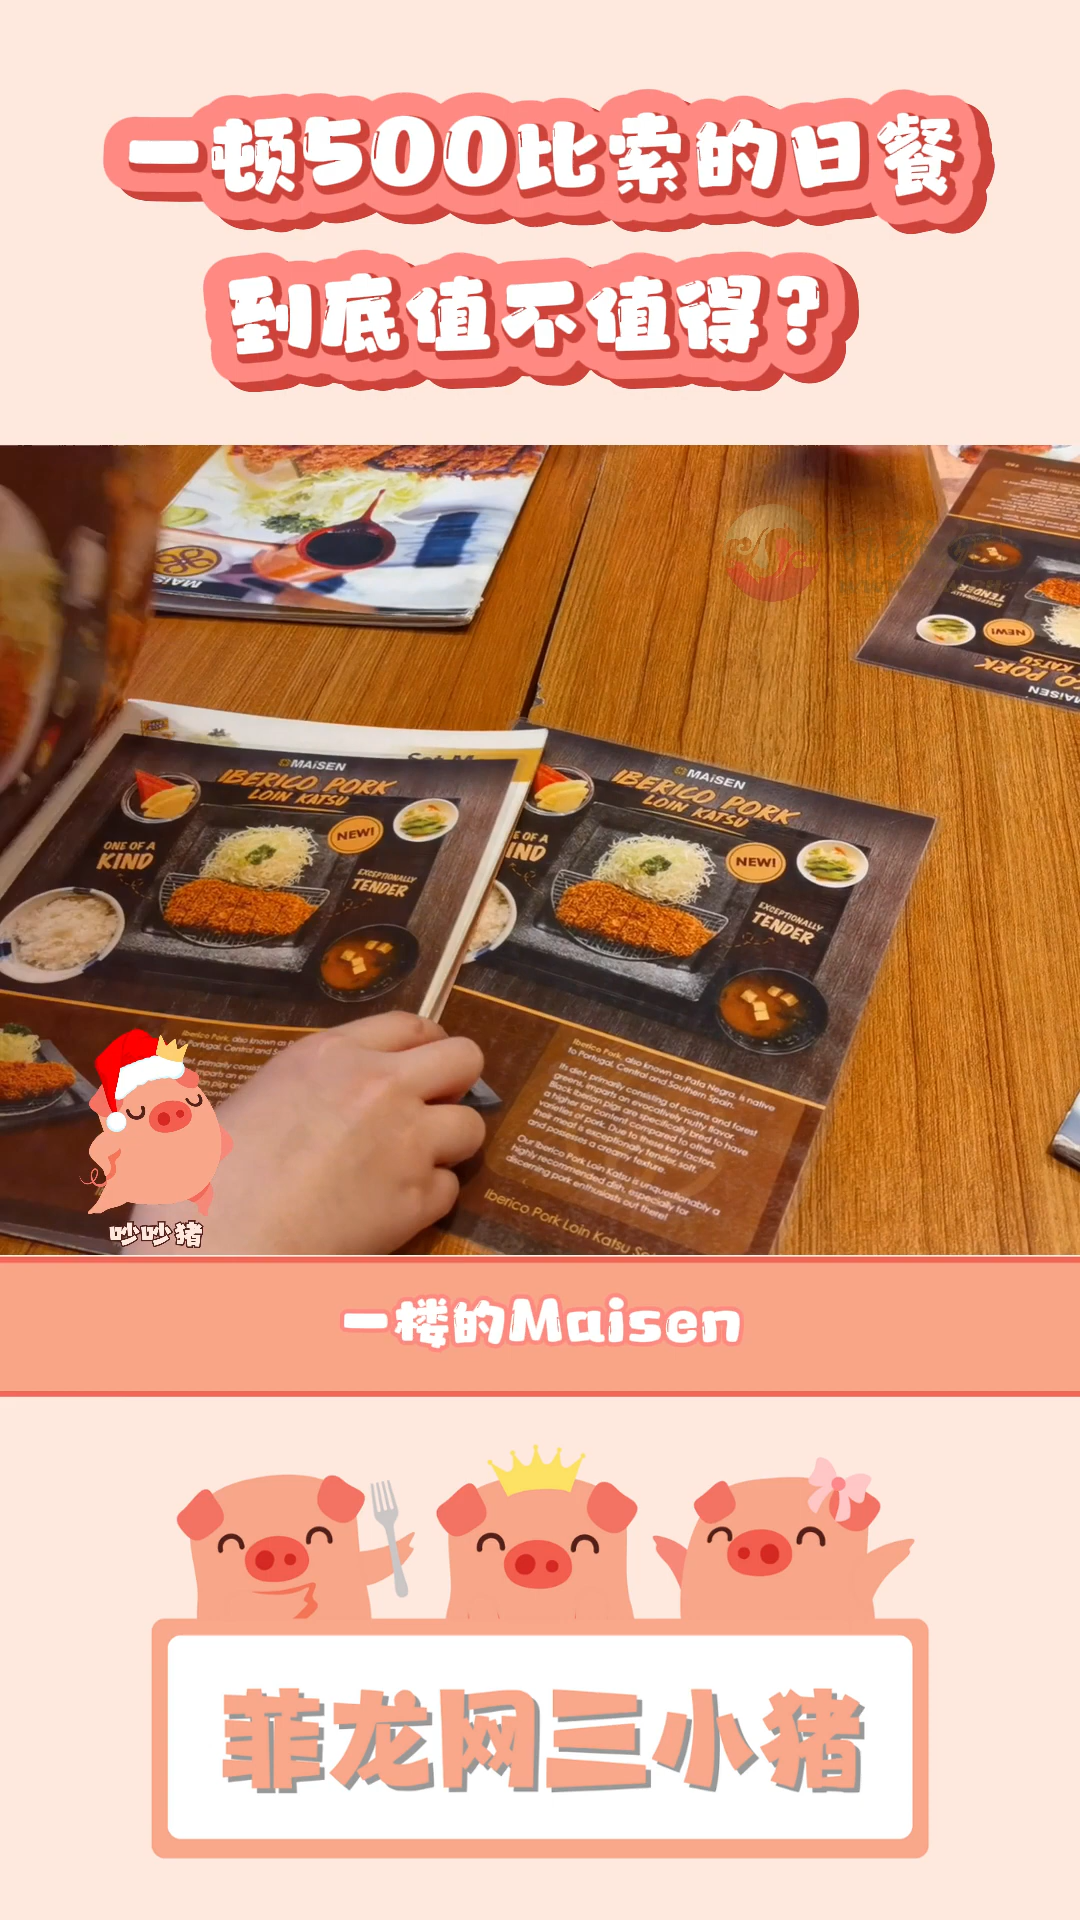 一顿500比索的日餐
到底值不值得？
MAiSEN
MAiSEN
IBERICO PORK
LOIN KATSU
NEW!
ONE OF A
KIND
EXCEPTIONALLY
TENDER
MAiSEN
IBERICO PORK
LOIN KATSU
NEW!
EXCEPTIONALLY
TENDER
Iberico Pork, also known as Pata Negra, is native
to Portugal, Central and Southern Spain.
Its diet, primarily consisting of acorns and forest
greens, imparts an evocatively nutty flavor.
Black Iberian pigs are specifically bred to have
a higher fat content compared to other
varieties of pork. Due to these key factors,
their meat is exceptionally tender, soft,
and possesses a creamy texture.
Our Iberico Pork Loin Katsu is unquestionably a
highly recommended dish, especially for
discerning pork enthusiasts out there!
Iberico Pork Loin Katsu
NEW!
EXCEPTIONALLY
TENDER
MAiSEN
吵吵猪
一楼的Maisen
菲龙网三小猪